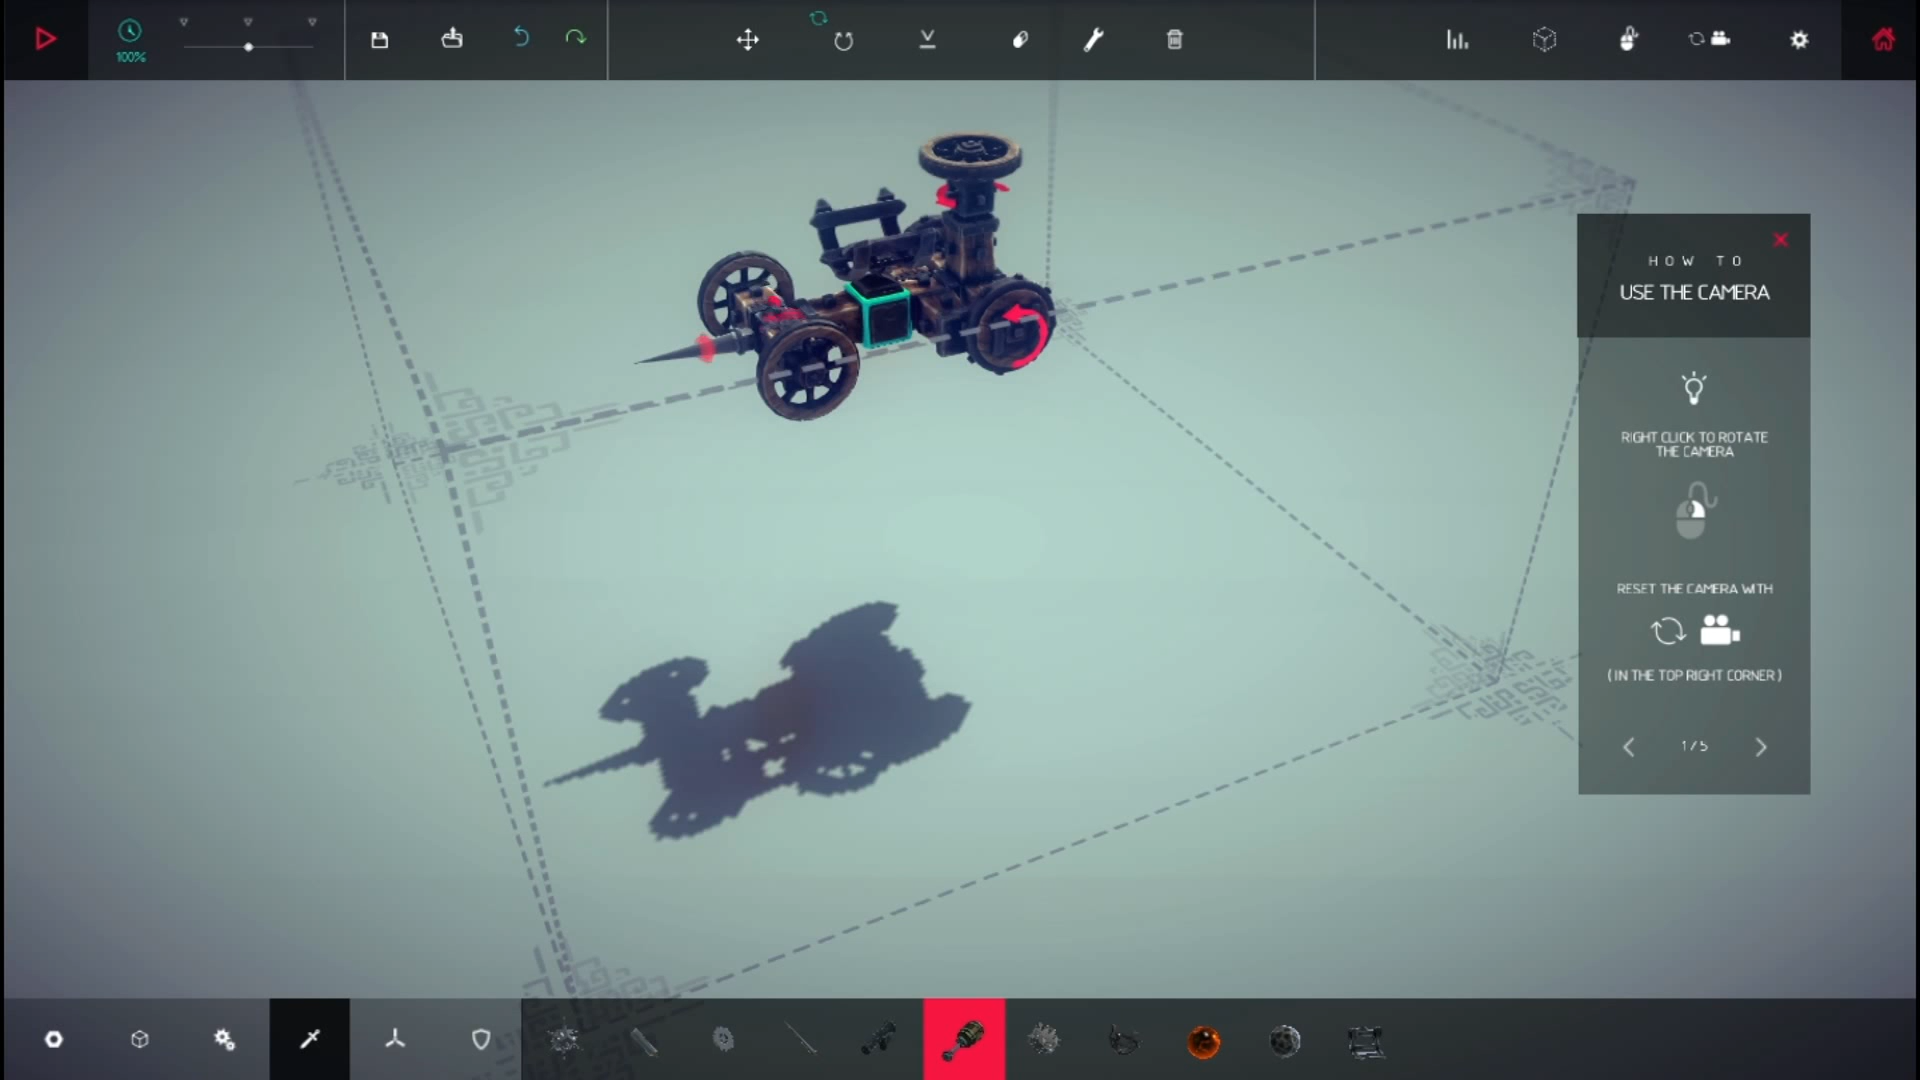 100%
HOW TO
USE THE CAMERA
RIGHT CLICK TO ROTATE
THE CAMERA
RESET THE CAMERA WITH
( IN THE TOP RIGHT CORNER )
1/5